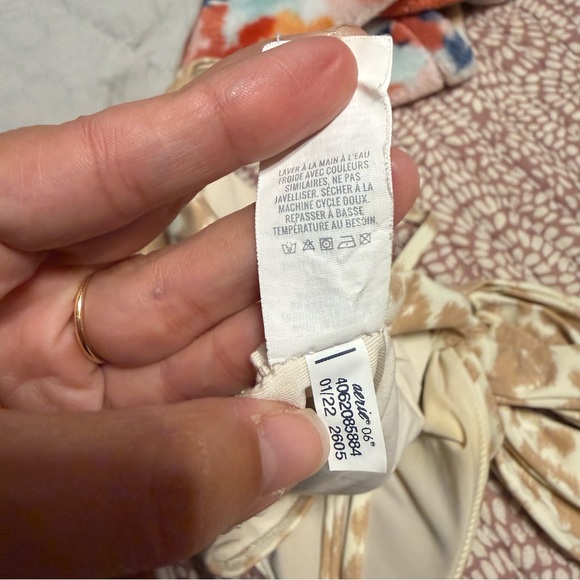 LAVER À LA MAIN À L'EAU
FROIDE AVEC COULEURS
SIMILAIRES, NE PAS
JAVELLISER. SÉCHER À LA
MACHINE CYCLE DOUX.
REPASSER À BASSE
TEMPÉRATURE AU BESOIN.
aerie® 06®
4062085884
01/22 2605